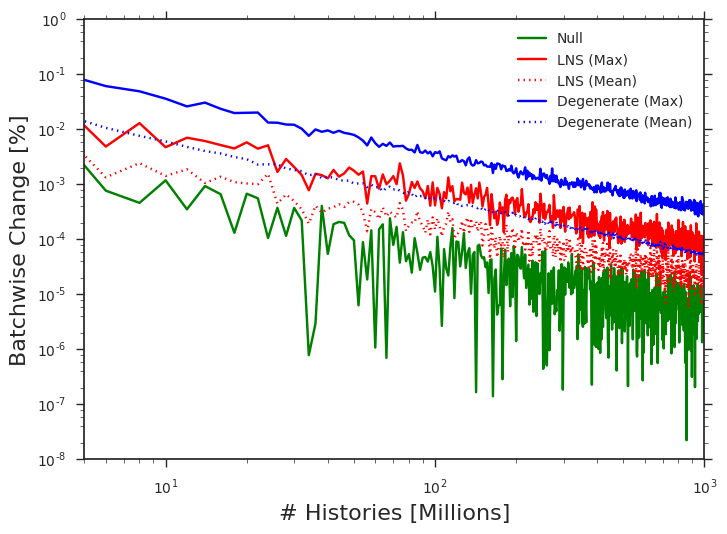 10^0
10^-1
10^-2
10^-3
10^-4
10^-5
10^-6
10^-7
10^-8
Batchwise Change [%]
Null
LNS (Max)
LNS (Mean)
Degenerate (Max)
Degenerate (Mean)
10^1
10^2
10^3
# Histories [Millions]